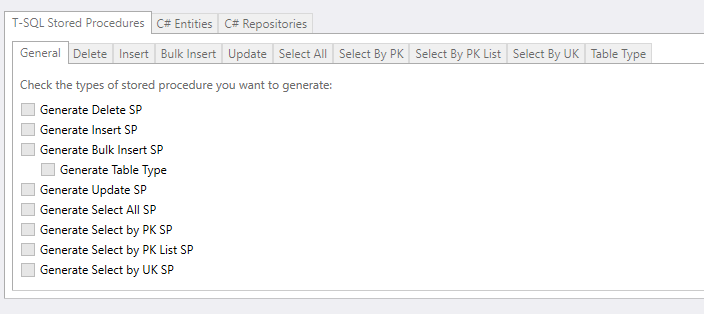 T-SQL Stored Procedures C# Entities C# Repositories
General Delete Insert Bulk Insert Update Select All Select By PK Select By PK List Select By UK Table Type
Check the types of stored procedure you want to generate:
Generate Delete SP
Generate Insert SP
Generate Bulk Insert SP
Generate Table Type
Generate Update SP
Generate Select All SP
Generate Select by PK SP
Generate Select by PK List SP
Generate Select by UK SP